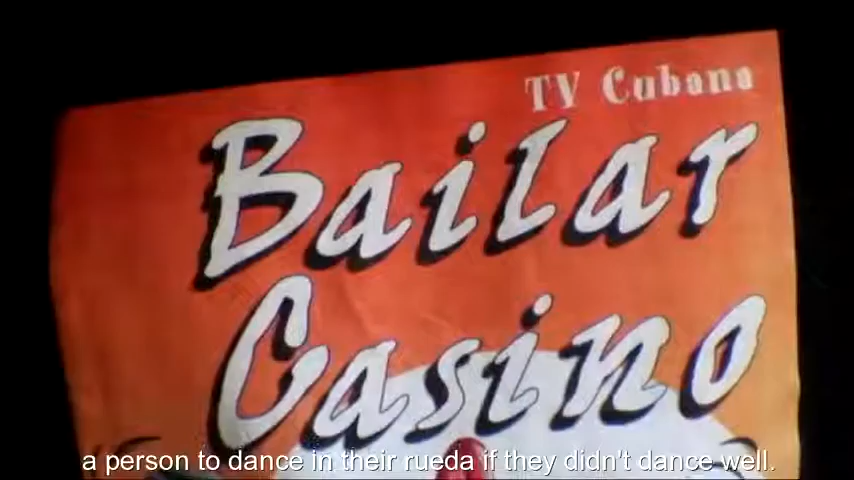 TV Cubana
Bailar
Casino
a person to dance in their rueda if they didn't dance well.